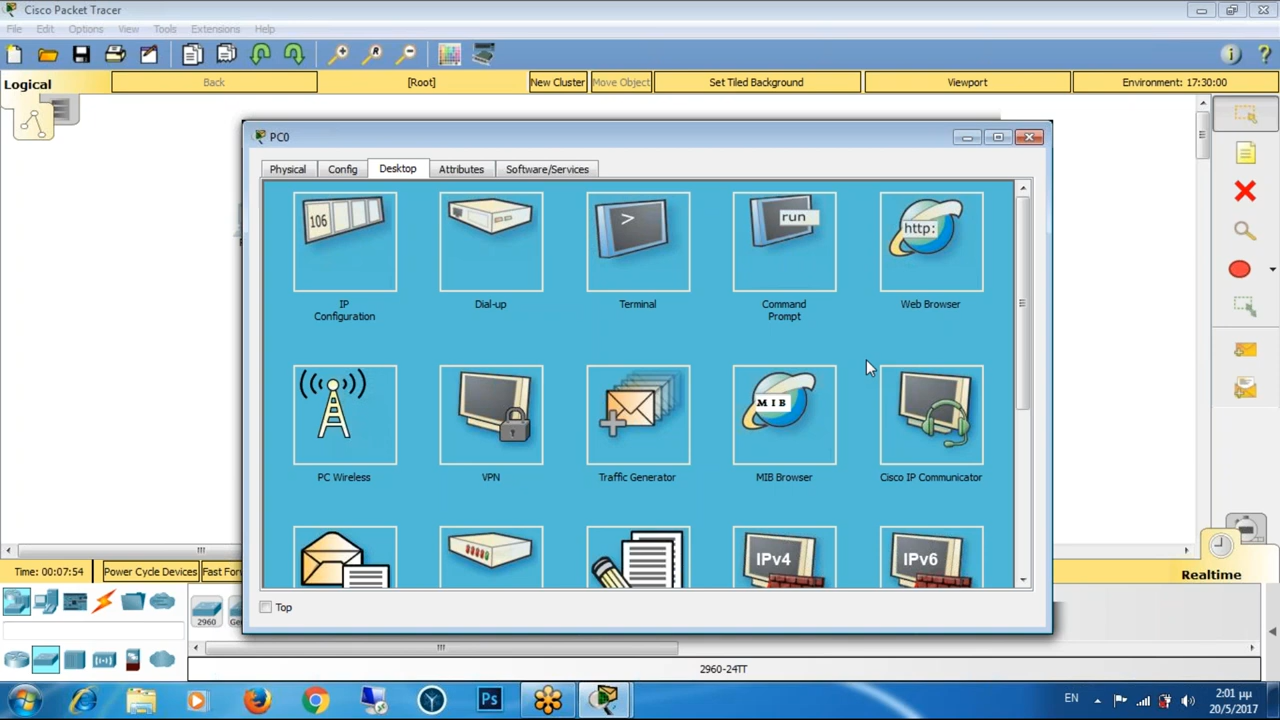 Cisco Packet Tracer
File Edit Options View Tools Extensions Help
Logical
Back
[Root]
New Cluster
Move Object
Set Tiled Background
Viewport
Environment: 17:30:00
PC0
Physical
Config
Desktop
Attributes
Software/Services
106
>
run
http:
IP
Configuration
Dial-up
Terminal
Command
Prompt
Web Browser
MIB
PC Wireless
VPN
Traffic Generator
MIB Browser
Cisco IP Communicator
IPv4
IPv6
Top
Time: 00:07:54
Power Cycle Devices
Fast For
Realtime
2960
2960-24TT
Ps
EN
2:01 μμ
20/5/2017